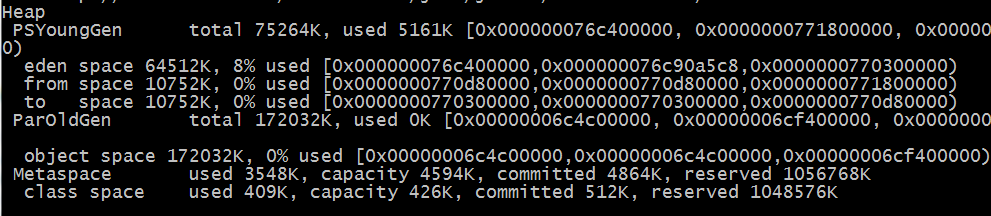 Heap
PSYoungGen total 75264K, used 5161K [0x000000076c400000, 0x0000000771800000, 0x00000
0)
eden space 64512K, 8% used [0x000000076c400000,0x000000076c90a5c8,0x0000000770300000)
from space 10752K, 0% used [0x0000000770d80000,0x0000000770d80000,0x0000000771800000)
to space 10752K, 0% used [0x0000000770300000,0x0000000770300000,0x0000000770d80000)
ParOldGen total 172032K, used 0K [0x00000006c4c00000, 0x00000006cf400000, 0x0000000
object space 172032K, 0% used [0x00000006c4c00000,0x00000006c4c00000,0x00000006cf400000)
Metaspace used 3548K, capacity 4594K, committed 4864K, reserved 1056768K
class space used 409K, capacity 426K, committed 512K, reserved 1048576K